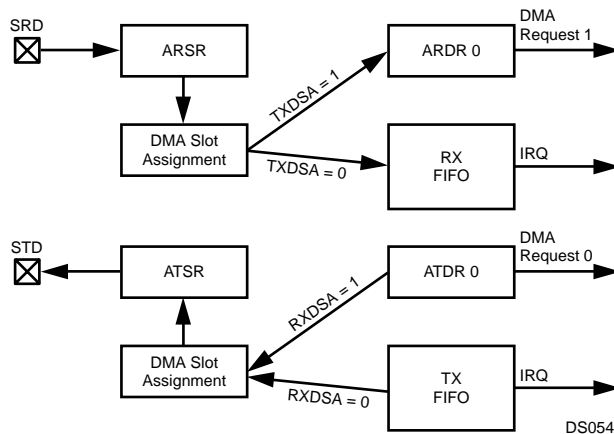 SRD
ARSR
DMA Slot
Assignment
TXDSA = 1
TXDSA = 0
ARDR 0
DMA
Request 1
RX
FIFO
IRQ
STD
ATSR
DMA Slot
Assignment
RXDSA = 1
RXDSA = 0
ATDR 0
DMA
Request 0
TX
FIFO
IRQ
DS054